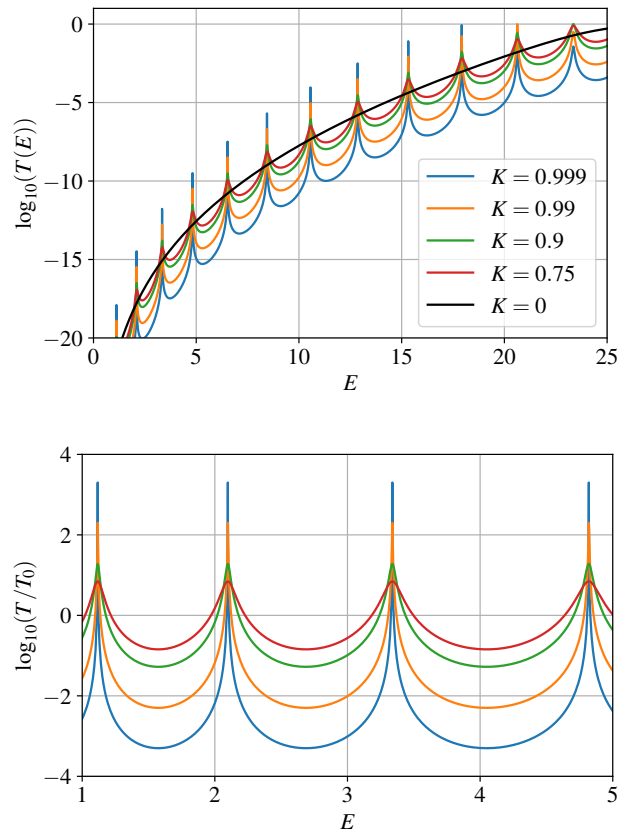 log₁₀(T(E))
0
−5
−10
−15
−20
K = 0.999
K = 0.99
K = 0.9
K = 0.75
K = 0
0 5 10 15 20 25
E
log₁₀(T/T₀)
4
2
0
−2
−4
1 2 3 4 5
E